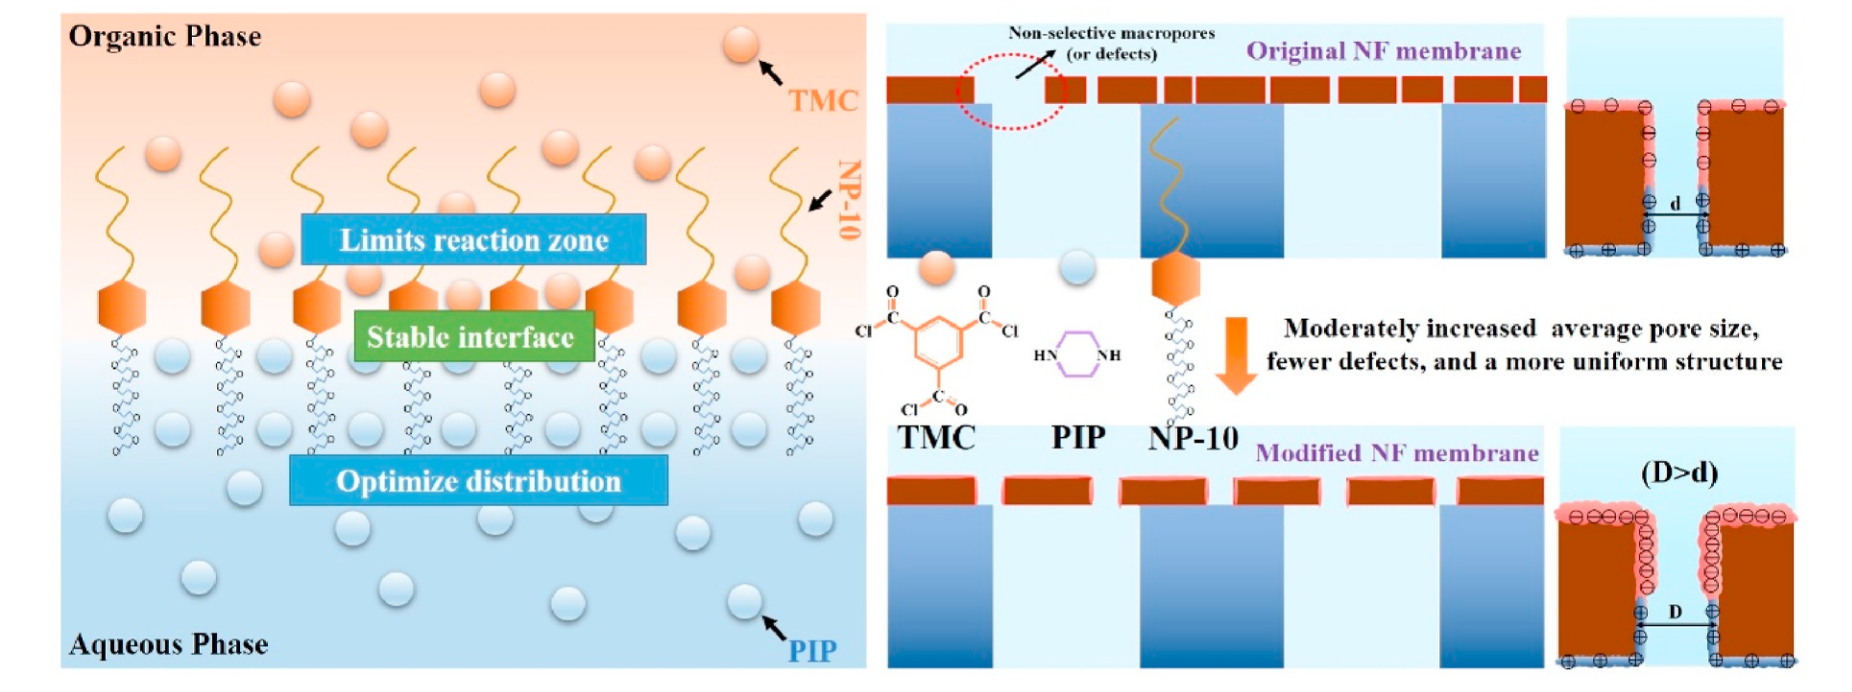 Organic Phase
TMC
NP-10
Limits reaction zone
Stable interface
Optimize distribution
Aqueous Phase
PIP
Non-selective macropores
(or defects)
Original NF membrane
d
O
C
Cl
O
C
Cl
Cl
C
O
HN
NH
TMC
PIP
NP-10
Moderately increased average pore size,
fewer defects, and a more uniform structure
Modified NF membrane
(D>d)
D